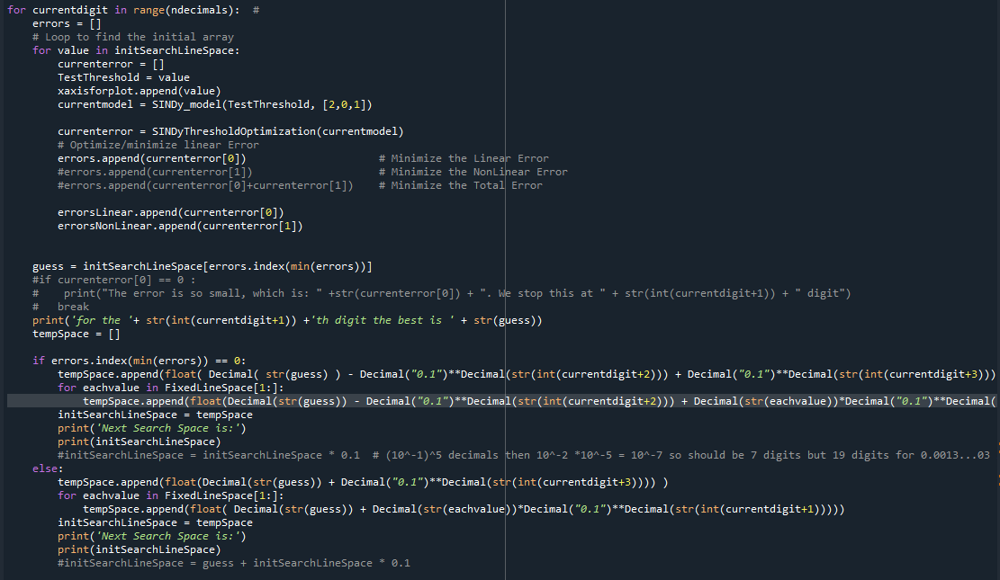 for currentdigit in range(ndecimals):  #
    errors = []
    # Loop to find the initial array
    for value in initSearchLineSpace:
        currenterror = []
        TestThreshold = value
        xaxisforplot.append(value)
        currentmodel = SINDy_model(TestThreshold, [2,0,1])

        currenterror = SINDyThresholdOptimization(currentmodel)
        # Optimize/minimize linear Error
        errors.append(currenterror[0])                     # Minimize the Linear Error
        #errors.append(currenterror[1])                    # Minimize the NonLinear Error
        #errors.append(currenterror[0]+currenterror[1])    # Minimize the Total Error

        errorsLinear.append(currenterror[0])
        errorsNonLinear.append(currenterror[1])


    guess = initSearchLineSpace[errors.index(min(errors))]
    #if currenterror[0] == 0 :
    #    print("The error is so small, which is: " +str(currenterror[0]) + ". We stop this at " + str(int(currentdigit+1)) + " digit")
    #   break
    print('for the '+ str(int(currentdigit+1)) +'th digit the best is ' + str(guess))
    tempSpace = []

    if errors.index(min(errors)) == 0:
        tempSpace.append(float( Decimal( str(guess) ) - Decimal("0.1")**Decimal(str(int(currentdigit+2))) + Decimal("0.1")**Decimal(str(int(currentdigit+3)))
        for eachvalue in FixedLineSpace[1:]:
            tempSpace.append(float(Decimal(str(guess)) - Decimal("0.1")**Decimal(str(int(currentdigit+2))) + Decimal(str(eachvalue))*Decimal("0.1")**Decimal(
        initSearchLineSpace = tempSpace
        print('Next Search Space is:')
        print(initSearchLineSpace)
        #initSearchLineSpace = initSearchLineSpace * 0.1  # (10^-1)^5 decimals then 10^-2 *10^-5 = 10^-7 so should be 7 digits but 19 digits for 0.0013...03
    else:
        tempSpace.append(float(Decimal(str(guess)) + Decimal("0.1")**Decimal(str(int(currentdigit+3)))) )
        for eachvalue in FixedLineSpace[1:]:
            tempSpace.append(float( Decimal(str(guess)) + Decimal(str(eachvalue))*Decimal("0.1")**Decimal(str(int(currentdigit+1)))))
        initSearchLineSpace = tempSpace
        print('Next Search Space is:')
        print(initSearchLineSpace)
        #initSearchLineSpace = guess + initSearchLineSpace * 0.1